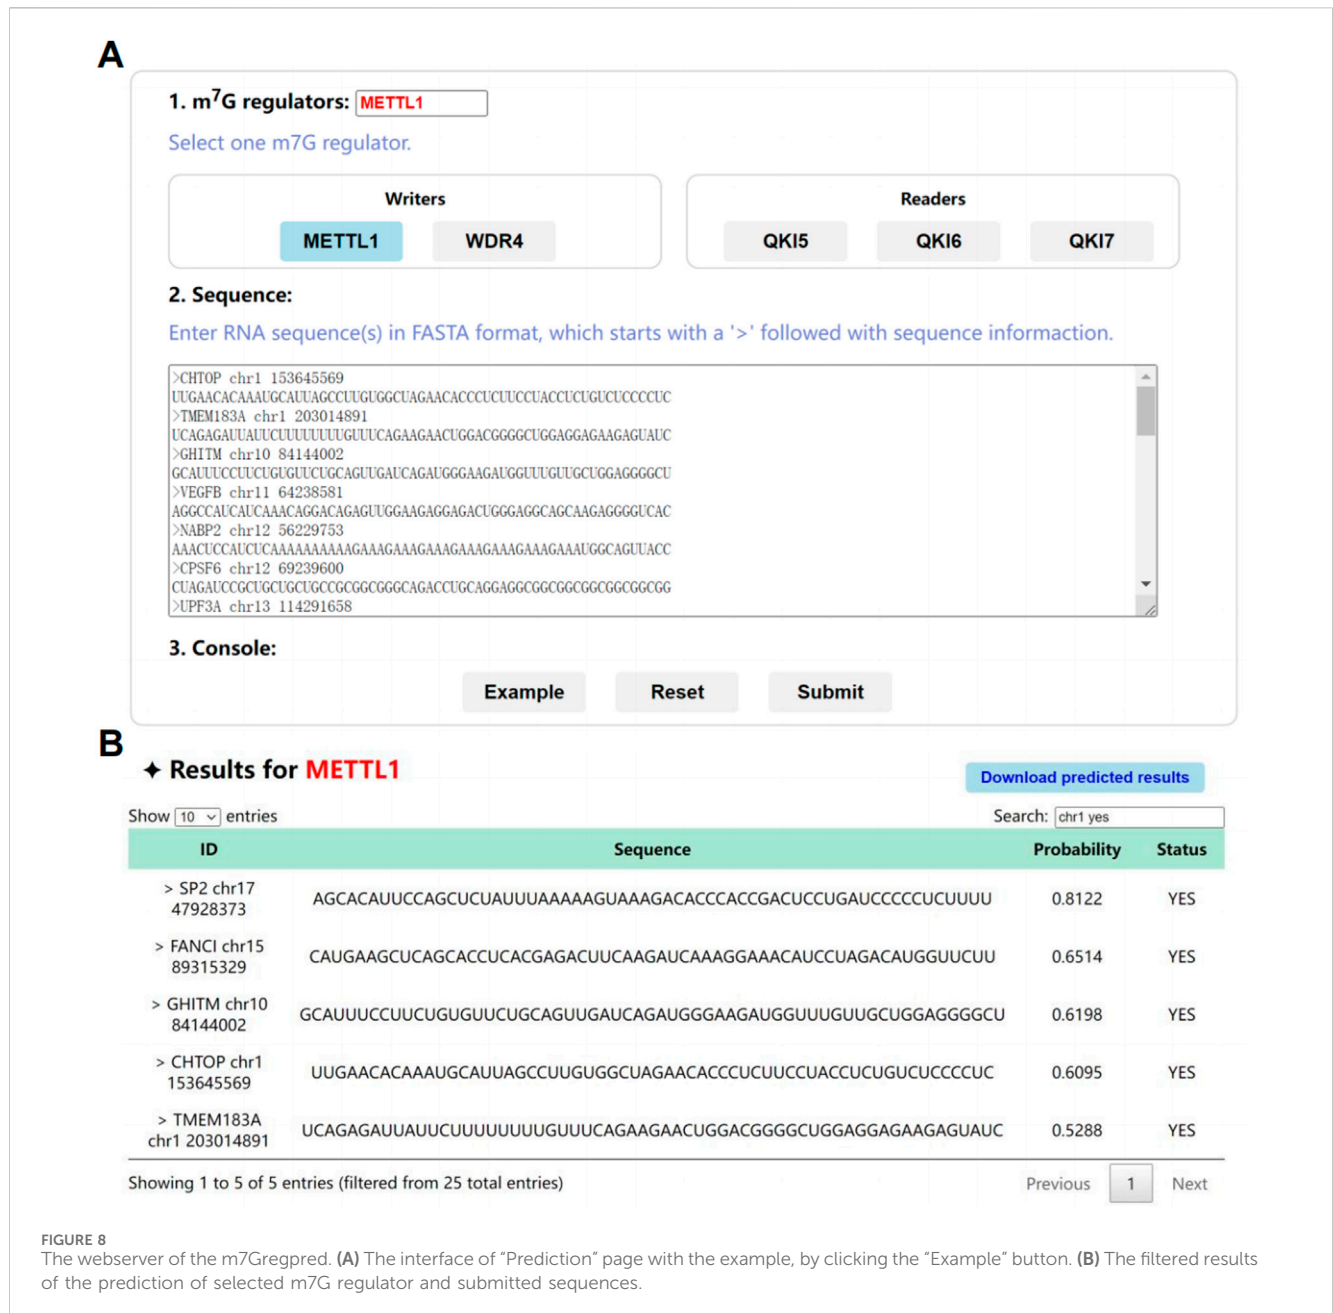 A
1. m⁷G regulators: METTL1
Select one m7G regulator.
Writers
METTL1 WDR4
Readers
QKI5 QKI6 QKI7
2. Sequence:
Enter RNA sequence(s) in FASTA format, which starts with a '>' followed with sequence informaction.
>CHTOP chr1 153645569
UUGAACACAAAUGCAUUAGCCUUGUGGCUAGAACACCCUCUUCCUACCUCUGUCUCCCCUC
>TMEM183A chr1 203014891
UCAGAGAUUAUUCUUUUUUUUGUUUCAGAAGAACUGGACGGGGCUGGAGGAGAAGAGUAUC
>GHITM chr10 84144002
GCAUUUCCUUCUGUGUUCUGCAGUUGAUCAGAUGGGAAGAUGGUUUGUUGCUGGAGGGGCU
>VEGFB chr11 64238581
AGGCCAUCAUCAAACAGGACAGAGUUGGAAGAGGAGACUGGGAGGCAGCAAGAGGGGUCAC
>NABP2 chr12 56229753
AAACUCCAUCUCAAAAAAAAAAGAAAGAAAGAAAGAAAGAAAGAAAGAAAUGGCAGUUACC
>CPSF6 chr12 69239600
CUAGAUCCGCUGCUGCUGCCGCGGCGGGCAGACCUGCAGGAGGCGGCGGCGGCGGCGGCGG
>UPF3A chr13 114291658
3. Console:
Example Reset Submit
B
✦ Results for METTL1
Download predicted results
Show 10 entries
Search: chr1 yes
ID Sequence Probability Status
> SP2 chr17
47928373
AGCACAUUCCAGCUCUAUUUAAAAAGUAAAGACACCCACCGACUCCUGAUCCCCCUCUUUU 0.8122 YES
> FANCI chr15
89315329
CAUGAAGCUCAGCACCUCACGAGACUUCAAGAUCAAAGGAAACAUCCUAGACAUGGUUCUU 0.6514 YES
> GHITM chr10
84144002
GCAUUUCCUUCUGUGUUCUGCAGUUGAUCAGAUGGGAAGAUGGUUUGUUGCUGGAGGGGCU 0.6198 YES
> CHTOP chr1
153645569
UUGAACACAAAUGCAUUAGCCUUGUGGCUAGAACACCCUCUUCCUACCUCUGUCUCCCCUC 0.6095 YES
> TMEM183A
chr1 203014891
UCAGAGAUUAUUCUUUUUUUUGUUUCAGAAGAACUGGACGGGGCUGGAGGAGAAGAGUAUC 0.5288 YES
Showing 1 to 5 of 5 entries (filtered from 25 total entries)
Previous 1 Next
FIGURE 8
The webserver of the m7Gregpred. (A) The interface of “Prediction” page with the example, by clicking the “Example” button. (B) The filtered results
of the prediction of selected m7G regulator and submitted sequences.